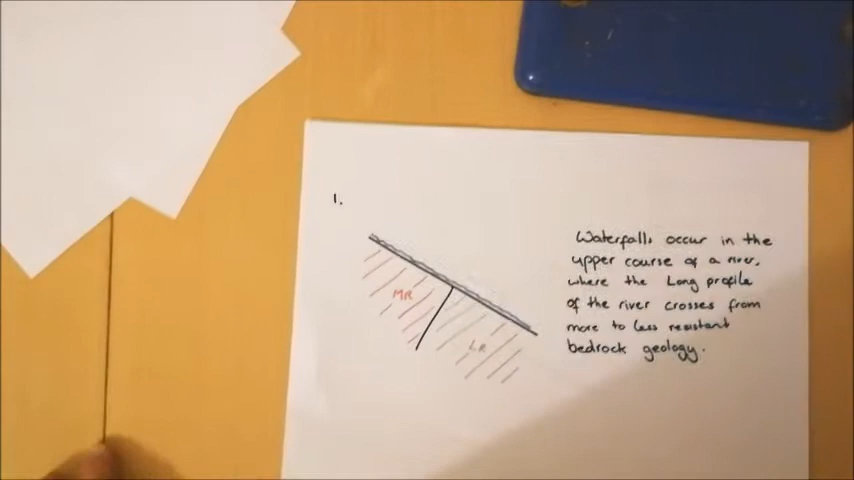 1.
MR
LR
Waterfalls occur in the
upper course of a river,
where the Long profile
of the river crosses from
more to less resistant
bedrock geology.